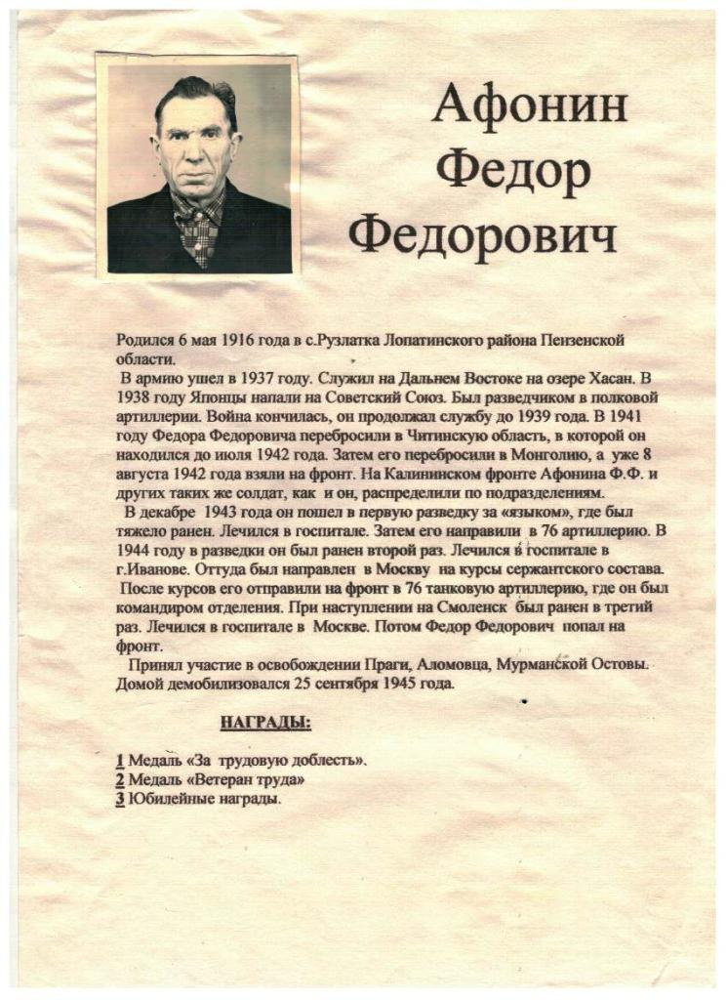 Афонин
Федор
Федорович
Родился 6 мая 1916 года в с.Рузлатка Лопатинского района Пензенской
области.
В армию ушел в 1937 году. Служил на Дальнем Востоке на озере Хасан. В
1938 году Японцы напали на Советский Союз. Был разведчиком в полковой
артиллерии. Война кончилась, он продолжал службу до 1939 года. В 1941
году Федора Федоровича перебросили в Читинскую область, в которой он
находился до июля 1942 года. Затем его перебросили в Монголию, а уже 8
августа 1942 года взяли на фронт. На Калининском фронте Афонина Ф.Ф. и
других таких же солдат, как и он, распределили по подразделениям.
В декабре 1943 года он пошел в первую разведку за «языком», где был
тяжело ранен. Лечился в госпитале. Затем его направили в 76 артиллерию. В
1944 году в разведки он был ранен второй раз. Лечился в госпитале в
г.Иванове. Оттуда был направлен в Москву на курсы сержантского состава.
После курсов его отправили на фронт в 76 танковую артиллерию, где он был
командиром отделения. При наступлении на Смоленск был ранен в третий
раз. Лечился в госпитале в Москве. Потом Федор Федорович попал на
фронт.
Принял участие в освобождении Праги, Аломовца, Мурманской Остовы.
Домой демобилизовался 25 сентября 1945 года.
НАГРАДЫ:
1 Медаль «За трудовую доблесть».
2 Медаль «Ветеран труда»
3 Юбилейные награды.